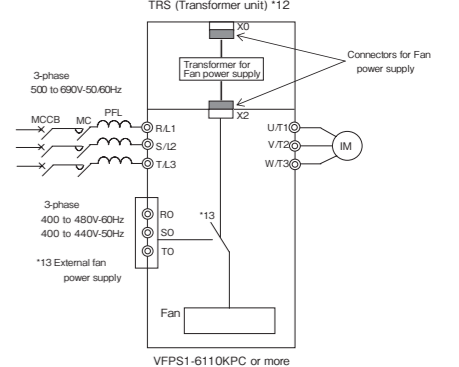 TRS (Transformer unit) *12
X0
Connectors for Fan
power supply
Transformer for
Fan power supply
3-phase
500 to 690V-50/60Hz
MCCB
MC
PFL
X2
R/L1
S/L2
T/L3
U/T1
V/T2
W/T3
IM
3-phase
400 to 480V-60Hz
400 to 440V-50Hz
*13 External fan
power supply
RO
SO
TO
*13
Fan
VFPS1-6110KPC or more